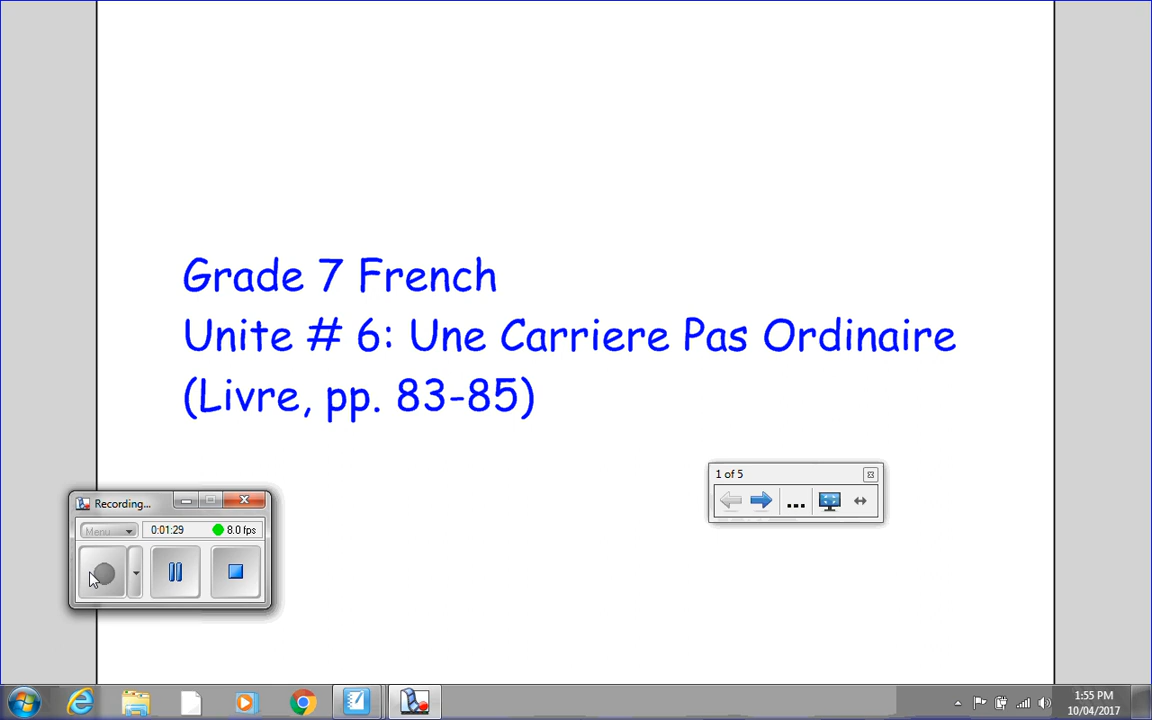 Grade 7 French
Unite # 6: Une Carriere Pas Ordinaire
(Livre, pp. 83-85)
1 of 5
...
Recording...
Menu
0:01:29
8.0 fps
1:55 PM
10/04/2017